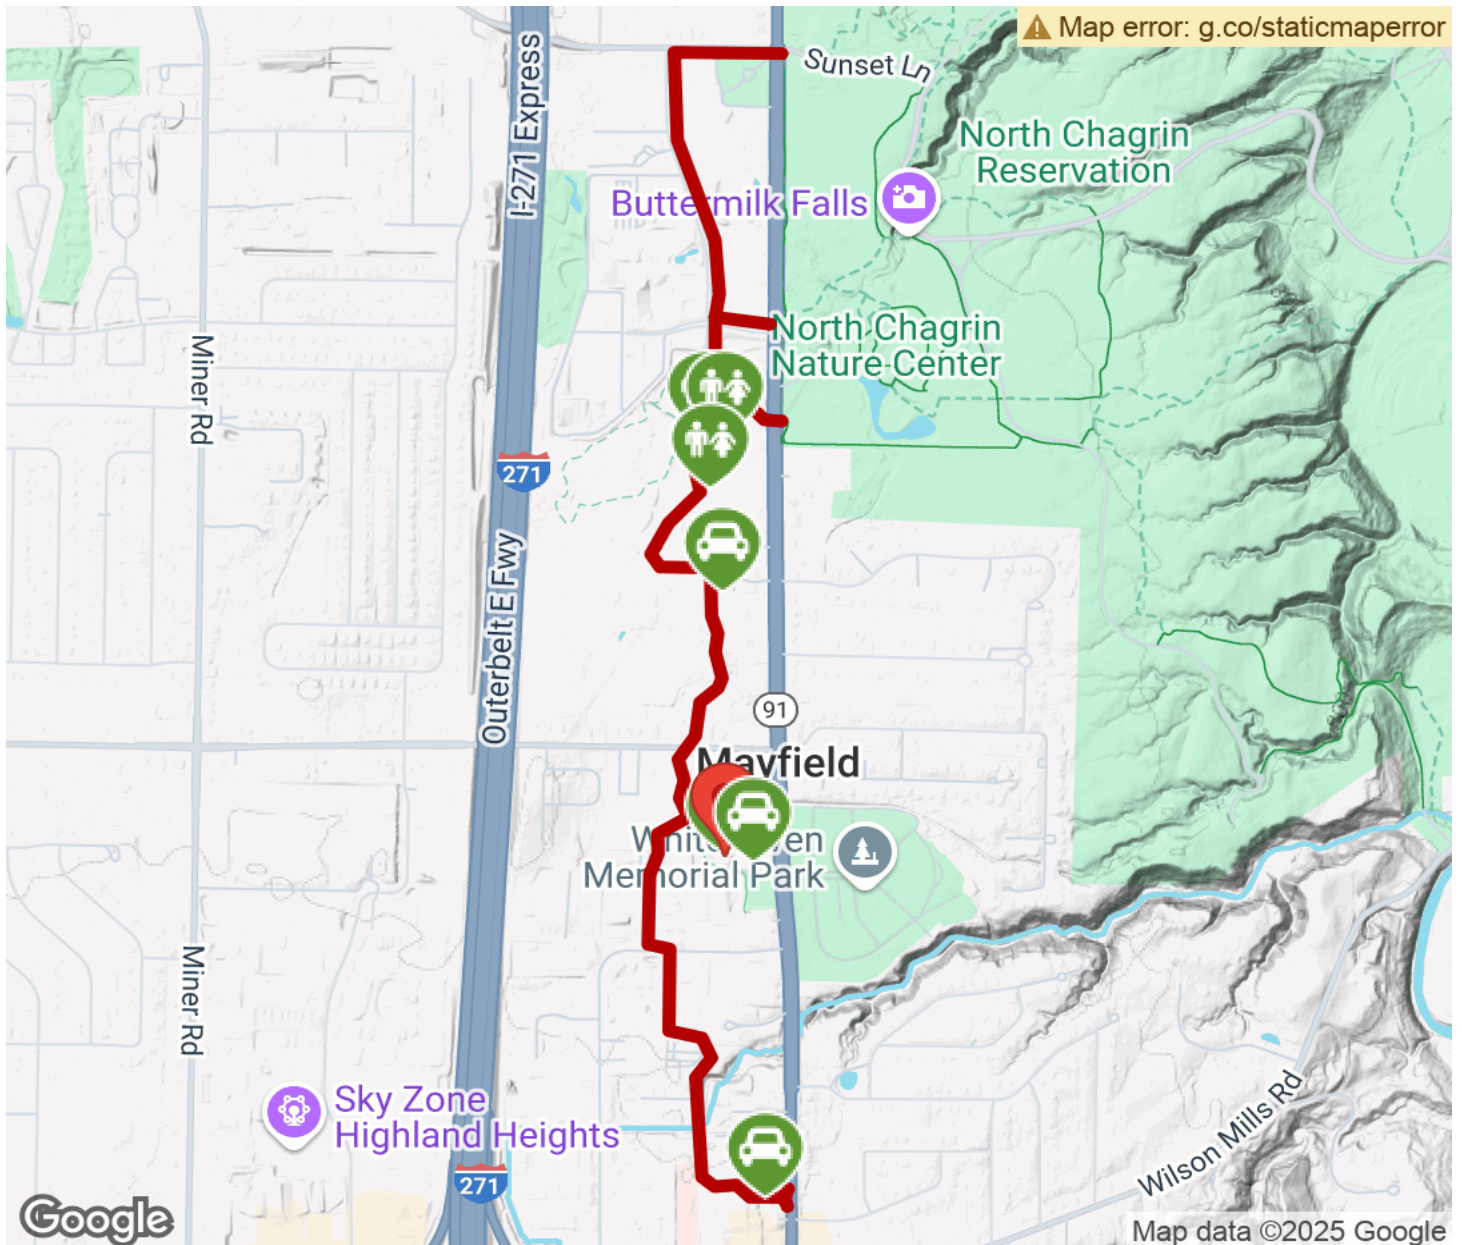 Map error: g.co/staticmaperror
Sunset Ln
I-271 Express
North Chagrin
Reservation
Buttermilk Falls
North Chagrin
Nature Center
Miner Rd
271
Outerbelt E Fwy
91
Mayfield
Memorial Park
Miner Rd
Sky Zone
Highland Heights
Wilson Mills Rd
271
Google
Map data ©2025 Google